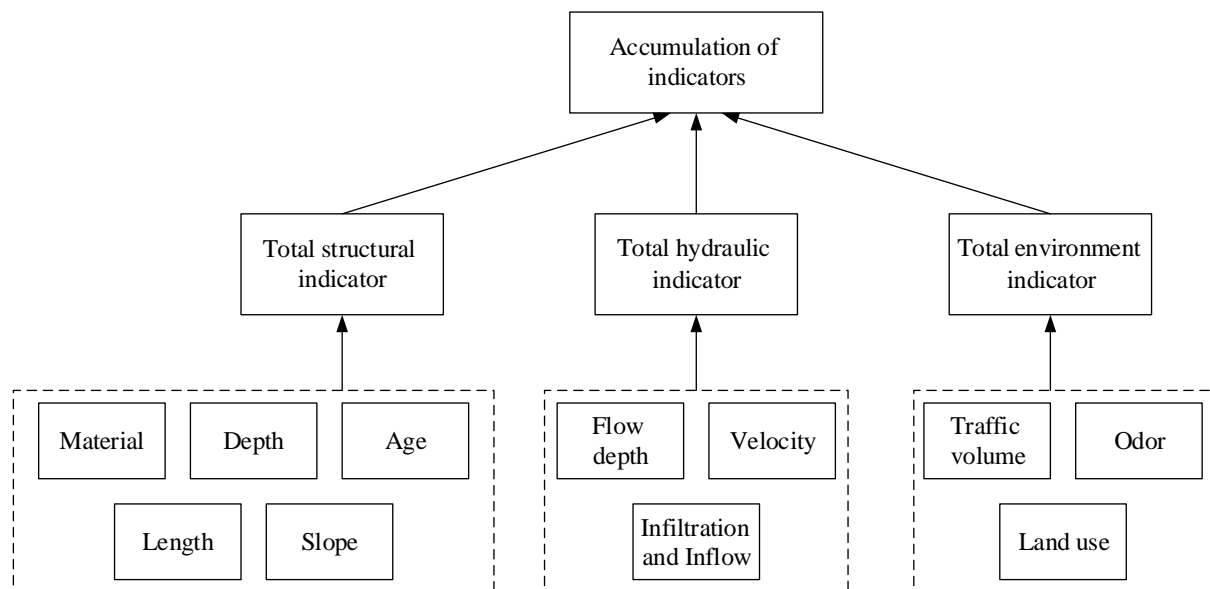 Accumulation of
indicators
Total structural
indicator
Total hydraulic
indicator
Total environment
indicator
Material
Depth
Age
Length
Slope
Flow
depth
Velocity
Infiltration
and Inflow
Traffic
volume
Odor
Land use